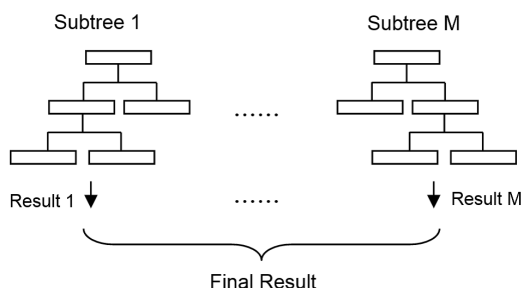 Subtree 1
Subtree M
......
Result 1
......
Result M
Final Result